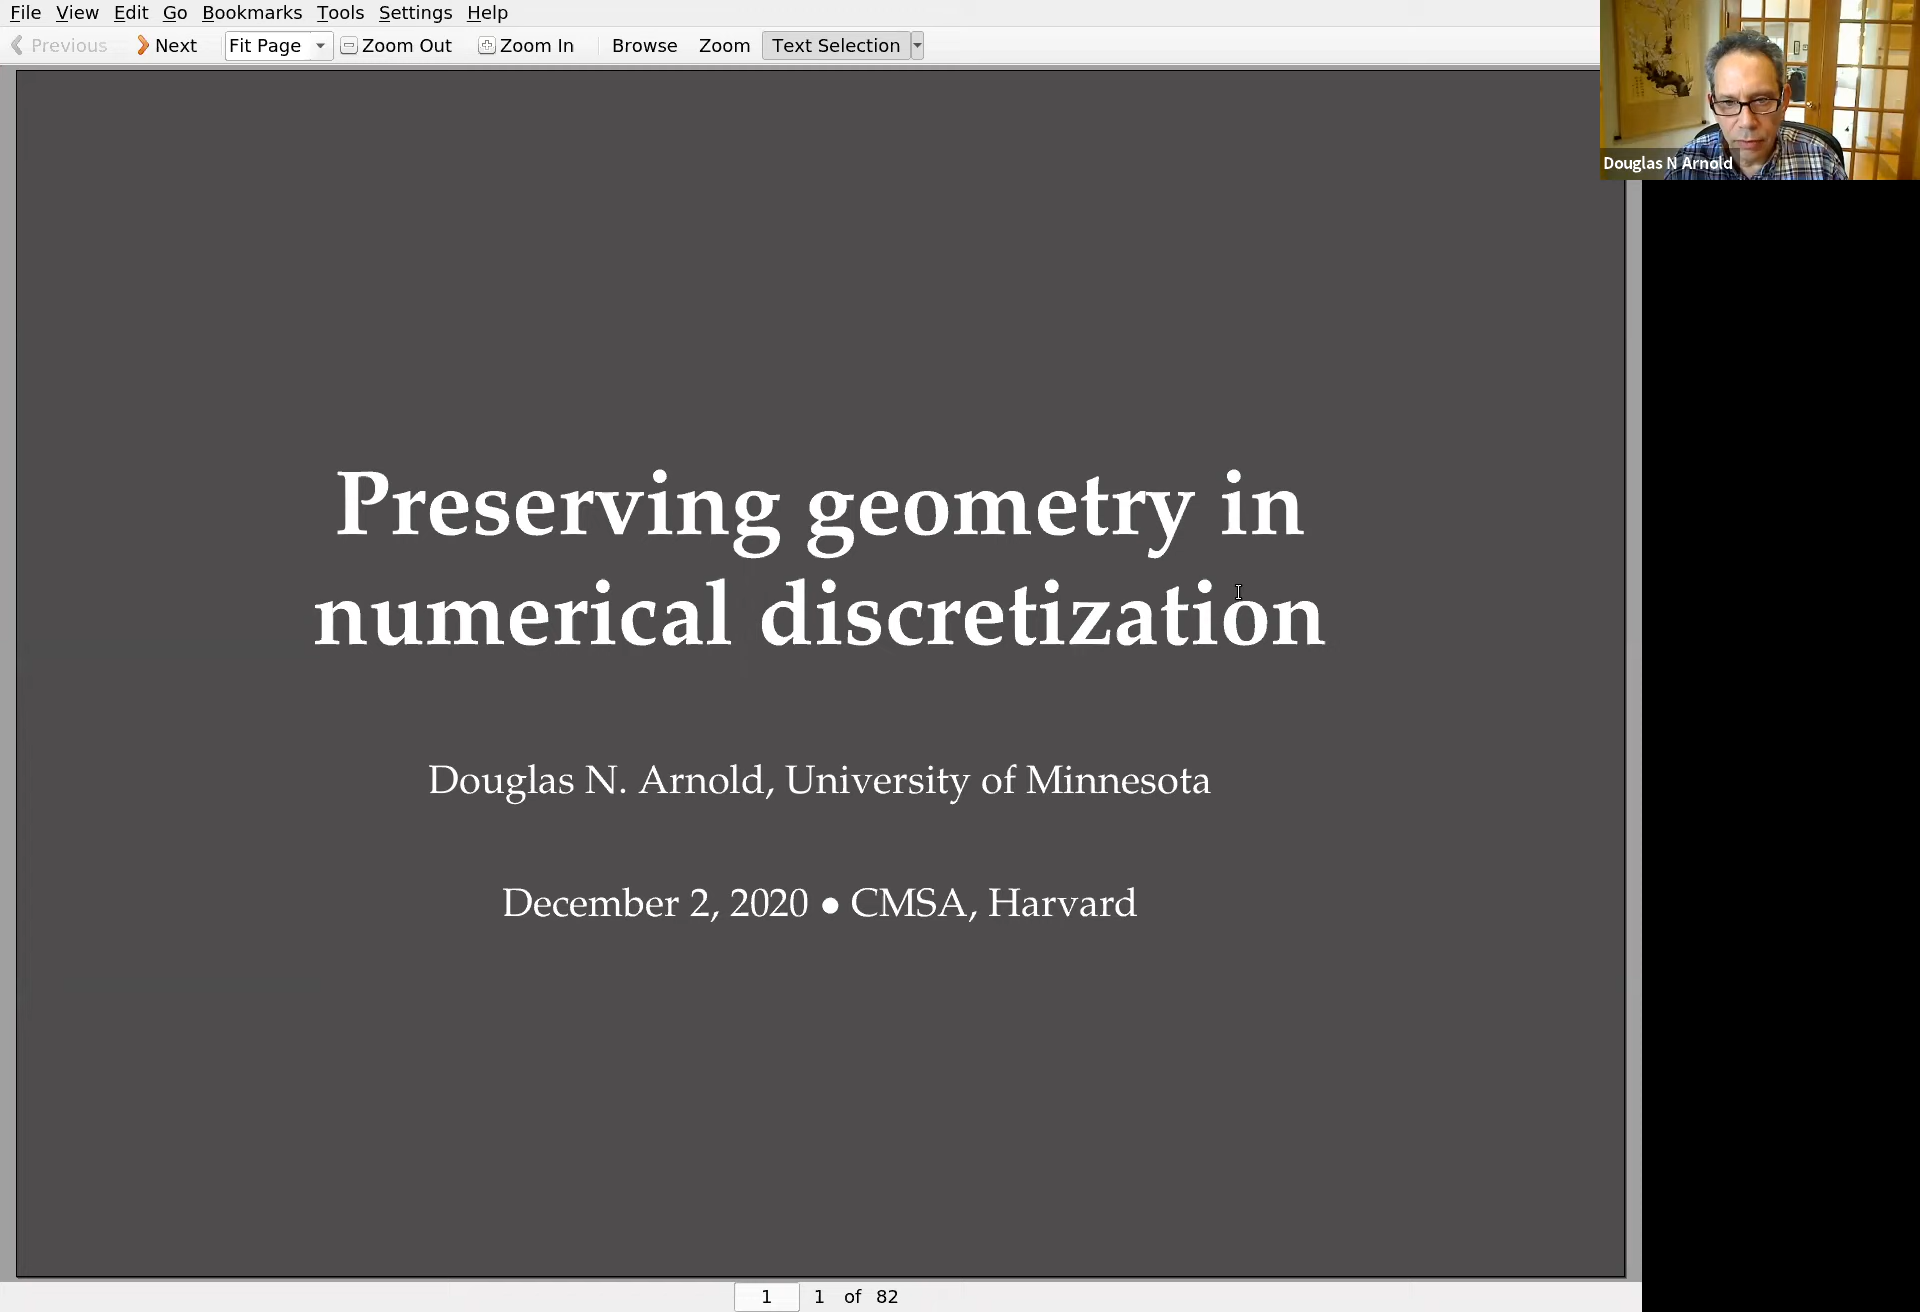 File View Edit Go Bookmarks Tools Settings Help
Previous Next Fit Page Zoom Out Zoom In Browse Zoom Text Selection
Douglas N Arnold
Preserving geometry in
numerical discretization
Douglas N. Arnold, University of Minnesota
December 2, 2020 • CMSA, Harvard
1 1 of 82